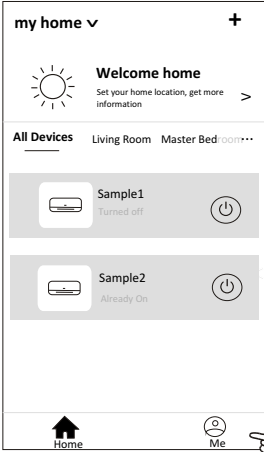 my home
Welcome home
Set your home location, get more
information
All Devices Living Room Master Bedroom
Sample1
Turned off
Sample2
Already On
Home Me